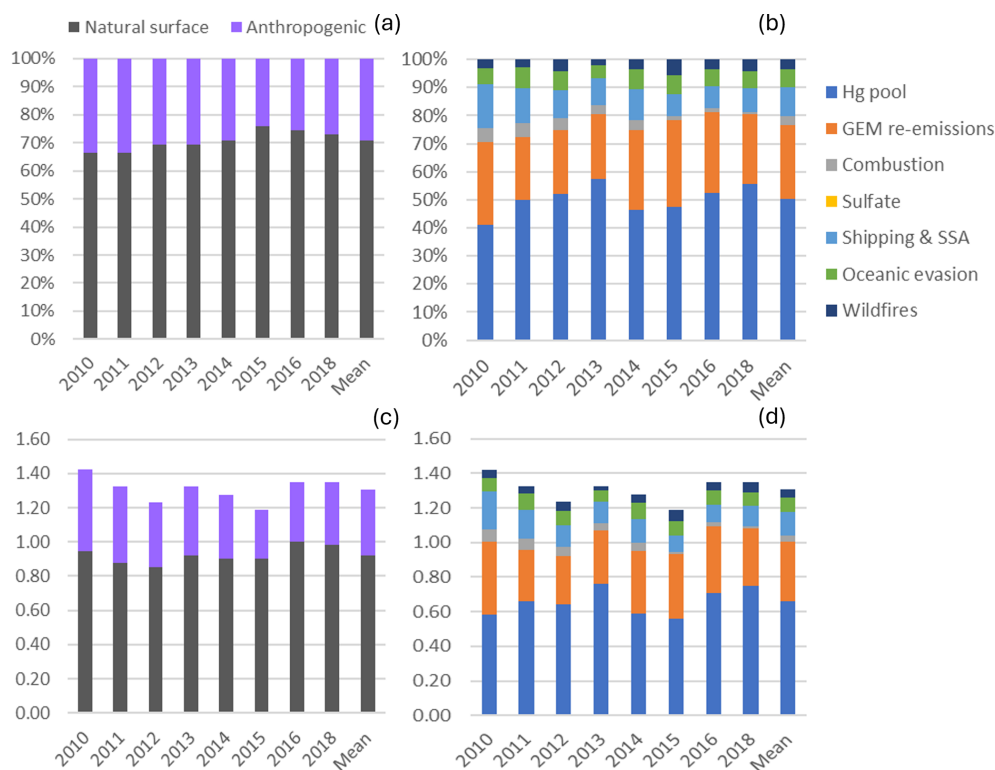 Natural surface Anthropogenic (a)
100%
90%
80%
70%
60%
50%
40%
30%
20%
10%
0%
2010 2011 2012 2013 2014 2015 2016 2018 Mean
(b)
100%
90%
80%
70%
60%
50%
40%
30%
20%
10%
0%
2010 2011 2012 2013 2014 2015 2016 2018 Mean
Hg pool
GEM re-emissions
Combustion
Sulfate
Shipping & SSA
Oceanic evasion
Wildfires
(c)
1.60
1.40
1.20
1.00
0.80
0.60
0.40
0.20
0.00
2010 2011 2012 2013 2014 2015 2016 2018 Mean
(d)
1.60
1.40
1.20
1.00
0.80
0.60
0.40
0.20
0.00
2010 2011 2012 2013 2014 2015 2016 2018 Mean